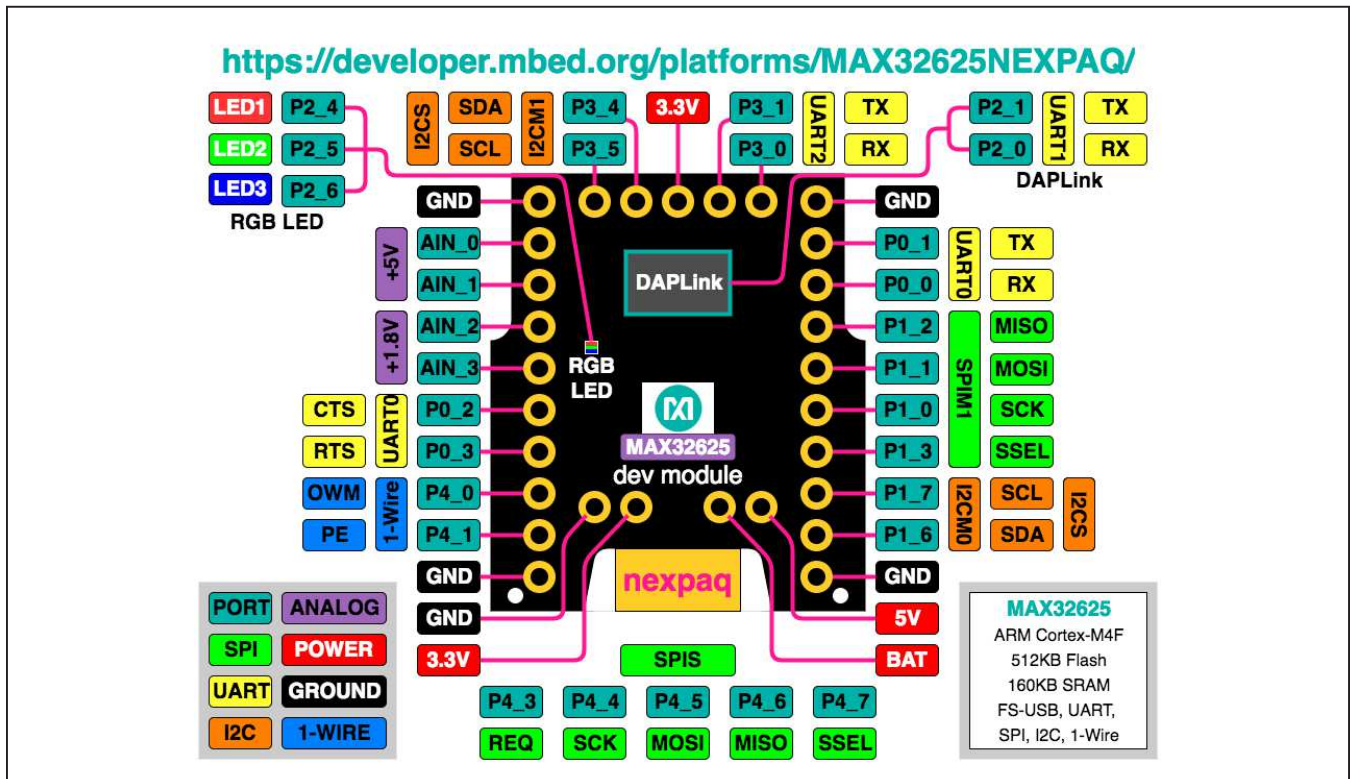 https://developer.mbed.org/platforms/MAX32625NEXPAQ/
LED1 P2_4 I2CS SDA I2CM1 P3_4 3.3V P3_1 UART2 TX P2_1 UART1 TX
LED2 P2_5 SCL P3_5 P3_0 RX P2_0 RX
LED3 P2_6 DAPLink
RGB LED
GND GND
+5V AIN_0 P0_1 UART0 TX
AIN_1 DAPLink P0_0 RX
+1.8V AIN_2 P1_2 SPIM1 MISO
AIN_3 RGB P1_1 MOSI
LED
CTS UART0 P0_2 P1_0 SCK
RTS P0_3 MAX32625 P1_3 SSEL
dev module
OWM 1-Wire P4_0 P1_7 I2CM0 SCL I2CS
PE P4_1 P1_6 SDA
GND nexpaq GND
PORT ANALOG GND 5V MAX32625
ARM Cortex-M4F
SPI POWER 3.3V SPIS BAT 512KB Flash
160KB SRAM
UART GROUND P4_3 P4_4 P4_5 P4_6 P4_7 FS-USB, UART,
I2C 1-WIRE REQ SCK MOSI MISO SSEL SPI, I2C, 1-Wire